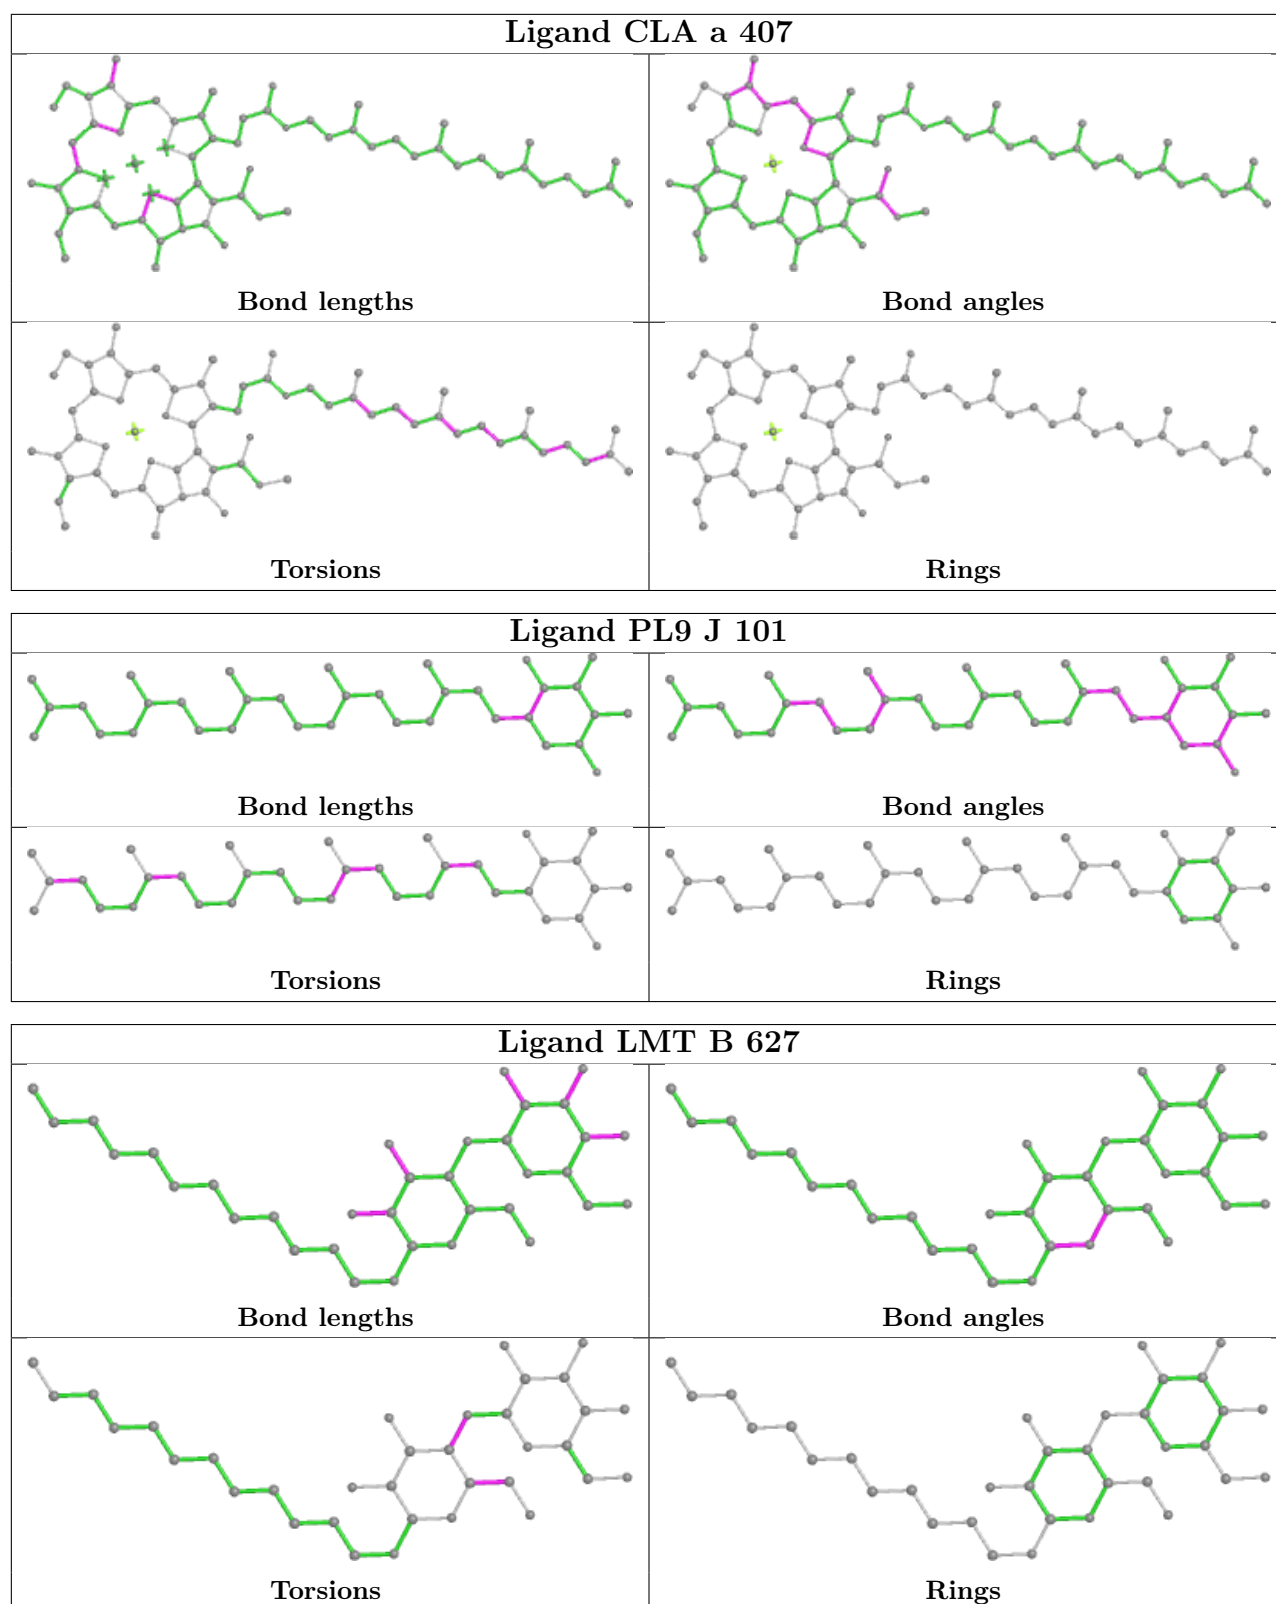 Ligand CLA a 407
Bond lengths
Bond angles
Torsions
Rings
Ligand PL9 J 101
Bond lengths
Bond angles
Torsions
Rings
Ligand LMT B 627
Bond lengths
Bond angles
Torsions
Rings